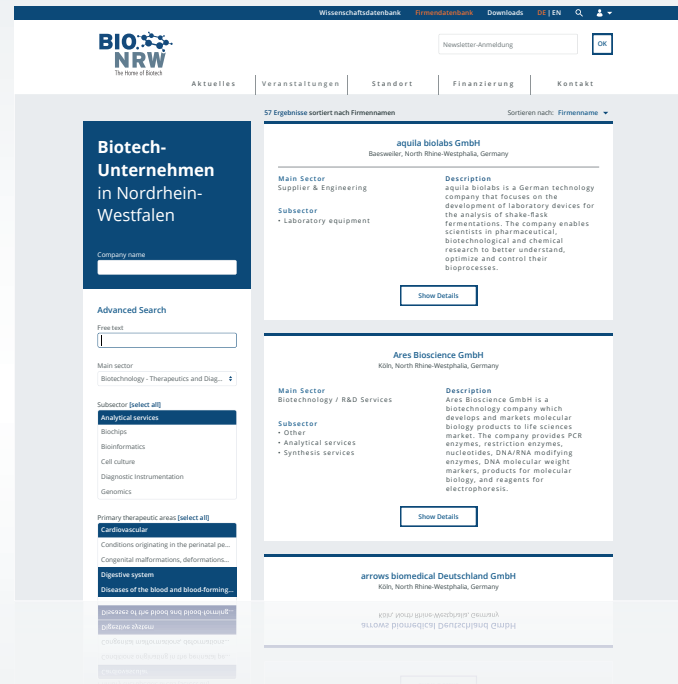 Wissenschaftsdatenbank Firmendatenbank Downloads DE | EN
BIO.
NRW
The Home of Biotech
Newsletter-Anmeldung
OK
Aktuelles Veranstaltungen Standort Finanzierung Kontakt
57 Ergebnisse sortiert nach Firmennamen
Sortieren nach: Firmenname
Biotech-
Unternehmen
in Nordrhein-
Westfalen
Company name
Advanced Search
Free text
Main sector
Biotechnology - Therapeutics and Diag...
Subsector [select all]
Analytical services
Biochips
Bioinformatics
Cell culture
Diagnostic Instrumentation
Genomics
Primary therapeutic areas [select all]
Cardiovascular
Conditions originating in the perinatal pe...
Congenital malformations, deformations...
Digestive system
Diseases of the blood and blood-forming...
aquila biolabs GmbH
Baesweiler, North Rhine-Westphalia, Germany
Main Sector
Supplier & Engineering
Subsector
• Laboratory equipment
Description
aquila biolabs is a German technology
company that focuses on the
development of laboratory devices for
the analysis of shake-flask
fermentations. The company enables
scientists in pharmaceutical,
biotechnological and chemical
research to better understand,
optimize and control their
bioprocesses.
Show Details
Ares Bioscience GmbH
Köln, North Rhine-Westphalia, Germany
Main Sector
Biotechnology / R&D Services
Subsector
• Other
• Analytical services
• Synthesis services
Description
Ares Bioscience GmbH is a
biotechnology company which
develops and markets molecular
biology products to life sciences
market. The company provides PCR
enzymes, restriction enzymes,
nucleotides, DNA/RNA modifying
enzymes, DNA molecular weight
markers, products for molecular
biology, and reagents for
electrophoresis.
Show Details
arrows biomedical Deutschland GmbH
Köln, North Rhine-Westphalia, Germany